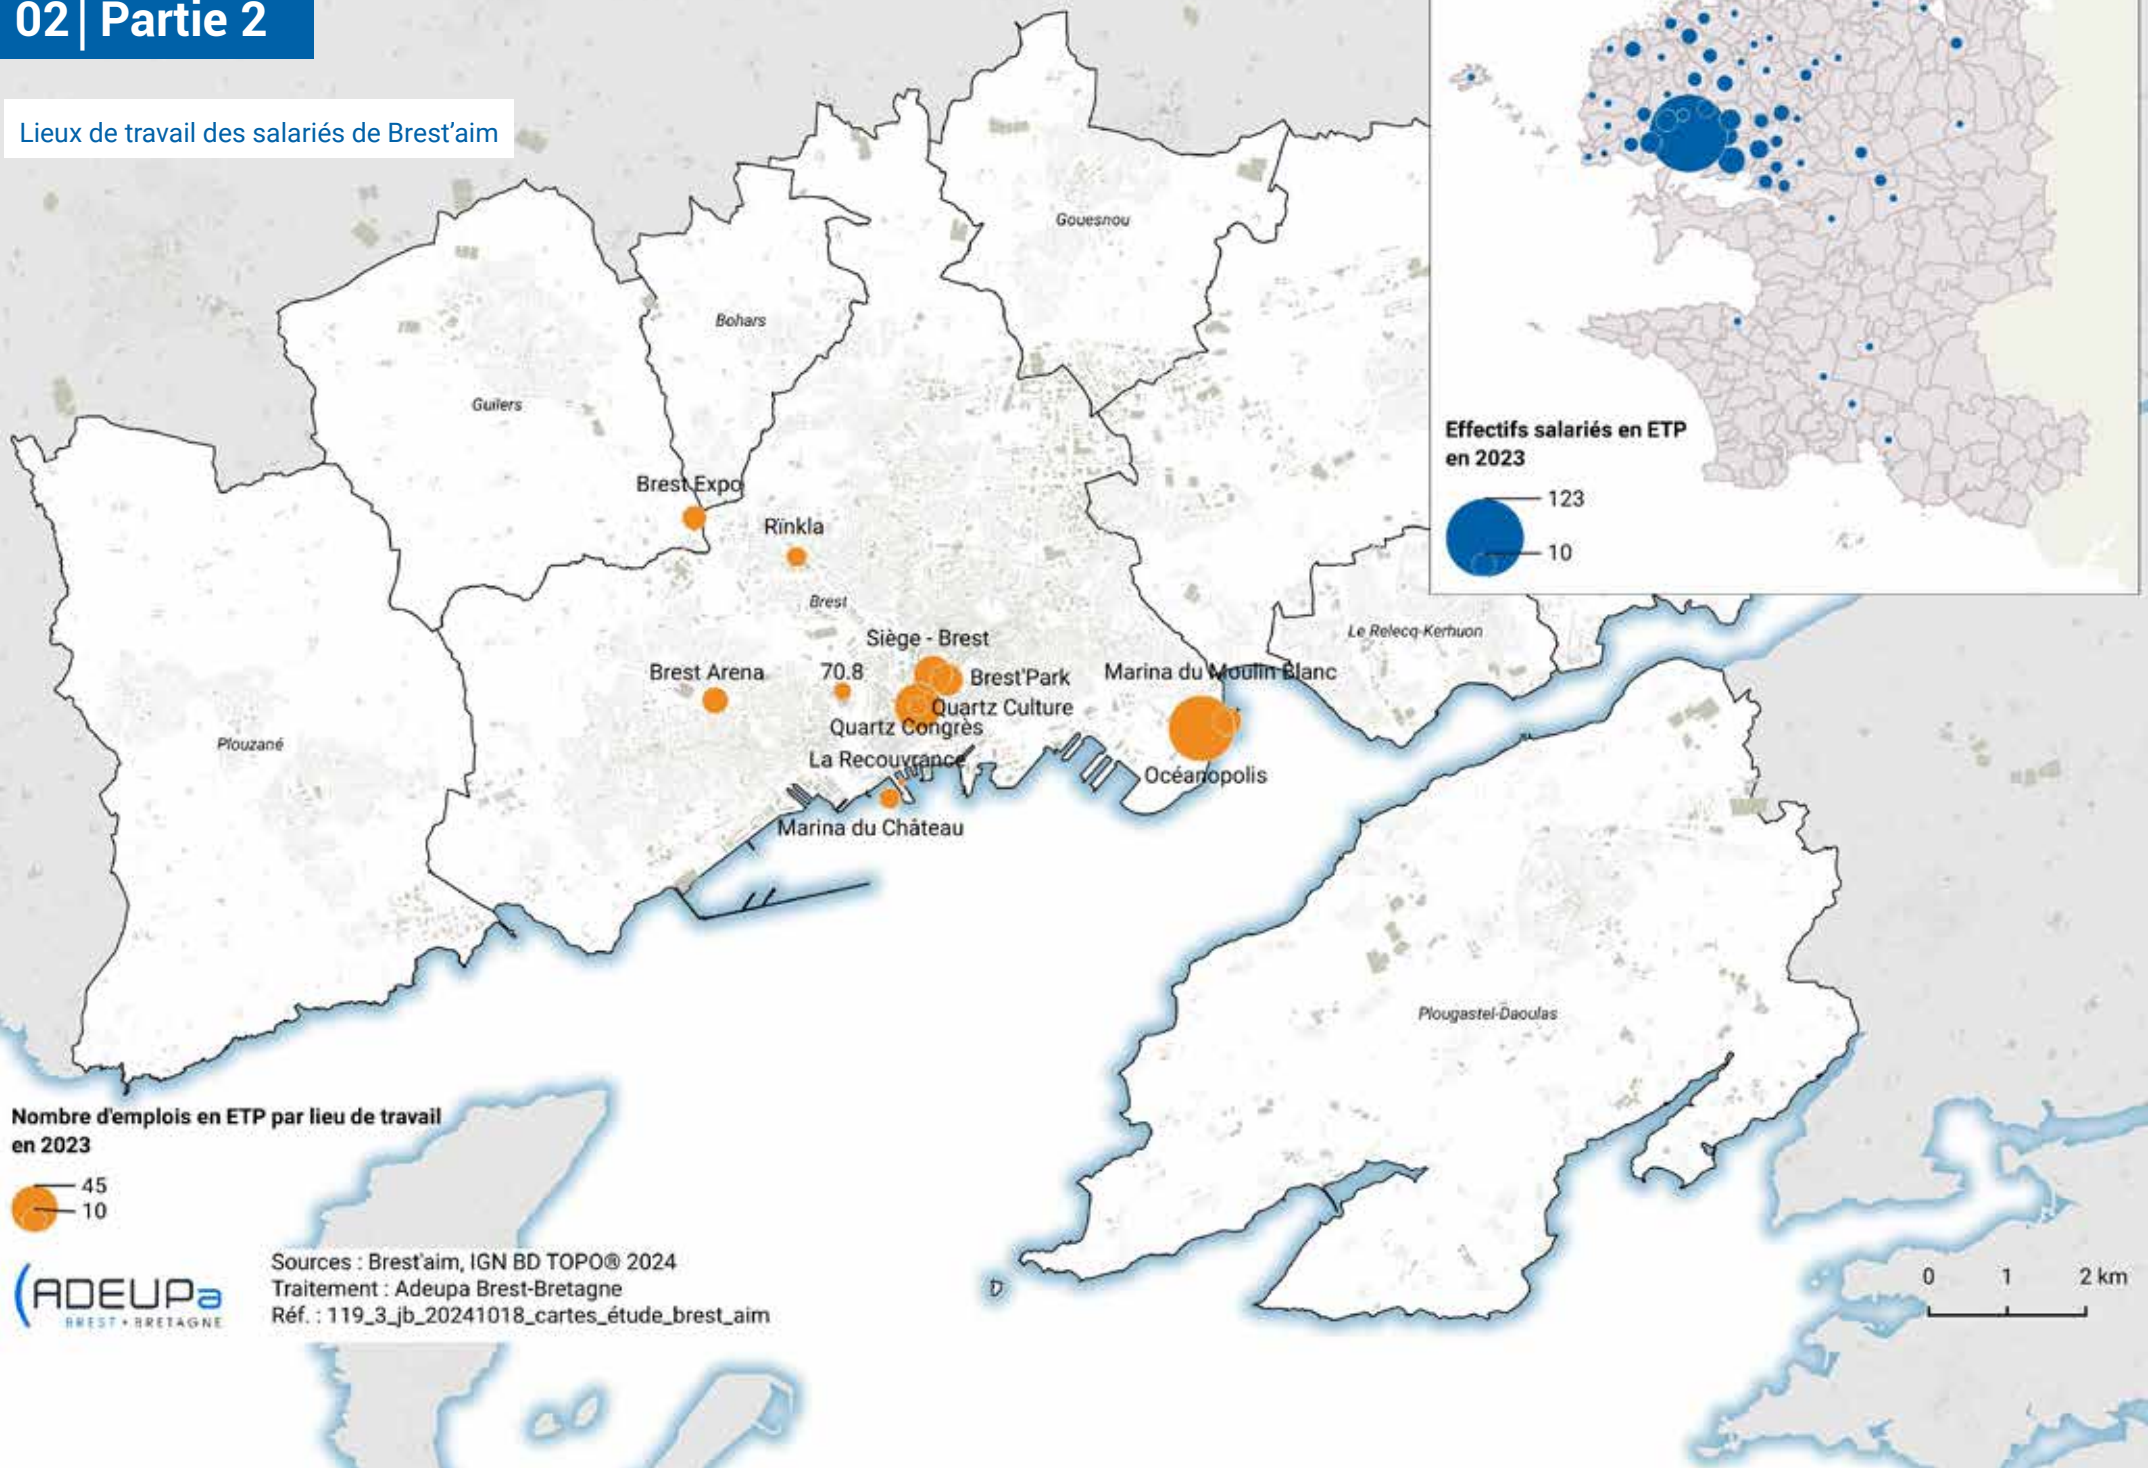 02 | Partie 2
Lieux de travail des salariés de Brest'aim
Gouesnou
Bohars
Guilers
Brest Expo
Rïnkla
Brest
Siège - Brest
Le Relecq-Kerhuon
Brest Arena
70.8
Brest'Park
Marina du Moulin Blanc
Quartz Culture
Quartz Congrès
Plouzané
La Recouvrance
Océanopolis
Marina du Château
Plougastel-Daoulas
Effectifs salariés en ETP
en 2023
123
10
Nombre d'emplois en ETP par lieu de travail
en 2023
45
10
ADEUPa
BREST • BRETAGNE
Sources : Brest'aim, IGN BD TOPO® 2024
Traitement : Adeupa Brest-Bretagne
Réf. : 119_3_jb_20241018_cartes_étude_brest_aim
0 1 2 km